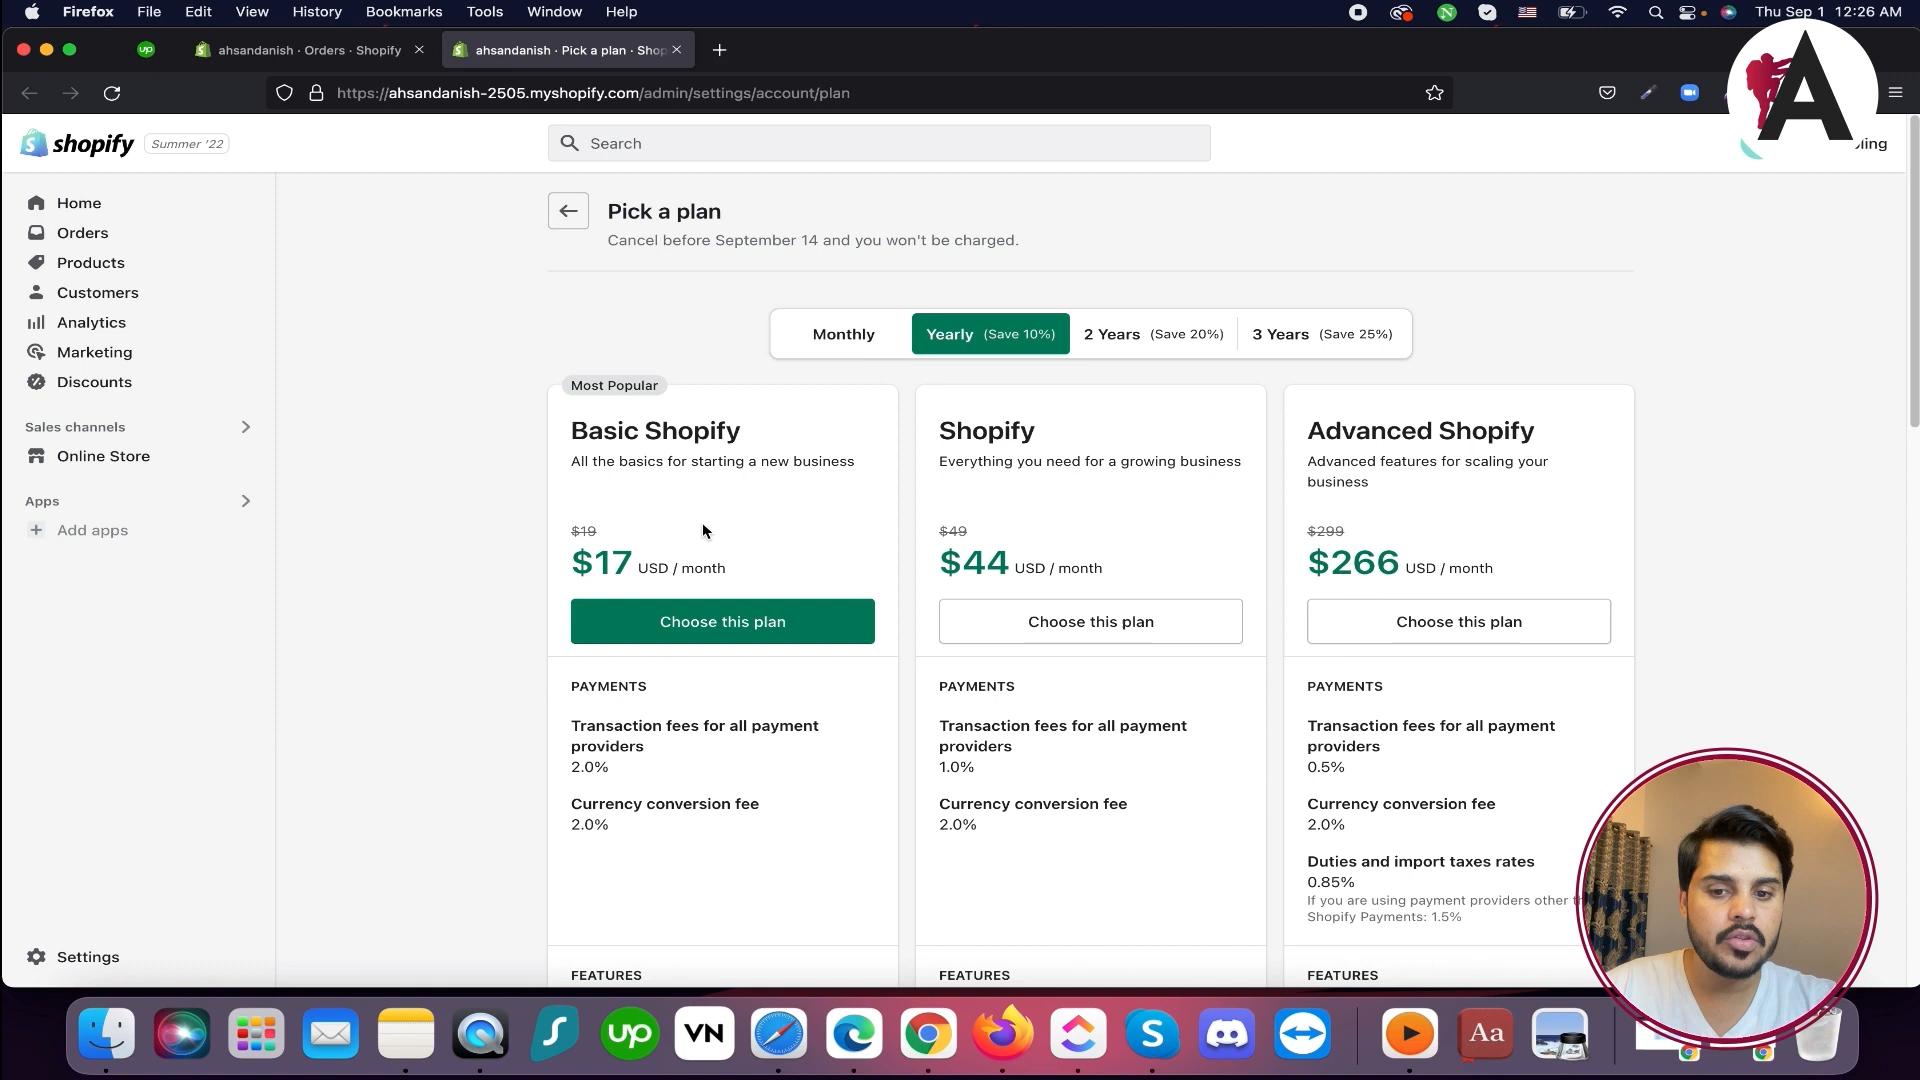 Firefox File Edit View History Bookmarks Tools Window Help
N
Thu Sep 1 12:26 AM
up
ahsandanish · Orders · Shopify
ahsandanish · Pick a plan · Shop
https://ahsandanish-2505.myshopify.com/admin/settings/account/plan
A
shopify
Summer '22
Search
Home
Orders
Products
Customers
Analytics
Marketing
Discounts
Sales channels
Online Store
Apps
Add apps
Settings
Pick a plan
Cancel before September 14 and you won't be charged.
Monthly Yearly (Save 10%) 2 Years (Save 20%) 3 Years (Save 25%)
Most Popular
Basic Shopify
All the basics for starting a new business
$19
$17 USD / month
Choose this plan
PAYMENTS
Transaction fees for all payment
providers
2.0%
Currency conversion fee
2.0%
FEATURES
Shopify
Everything you need for a growing business
$49
$44 USD / month
Choose this plan
PAYMENTS
Transaction fees for all payment
providers
1.0%
Currency conversion fee
2.0%
FEATURES
Advanced Shopify
Advanced features for scaling your
business
$299
$266 USD / month
Choose this plan
PAYMENTS
Transaction fees for all payment
providers
0.5%
Currency conversion fee
2.0%
Duties and import taxes rates
0.85%
If you are using payment providers other
Shopify Payments: 1.5%
FEATURES
up
VN
S
Aa